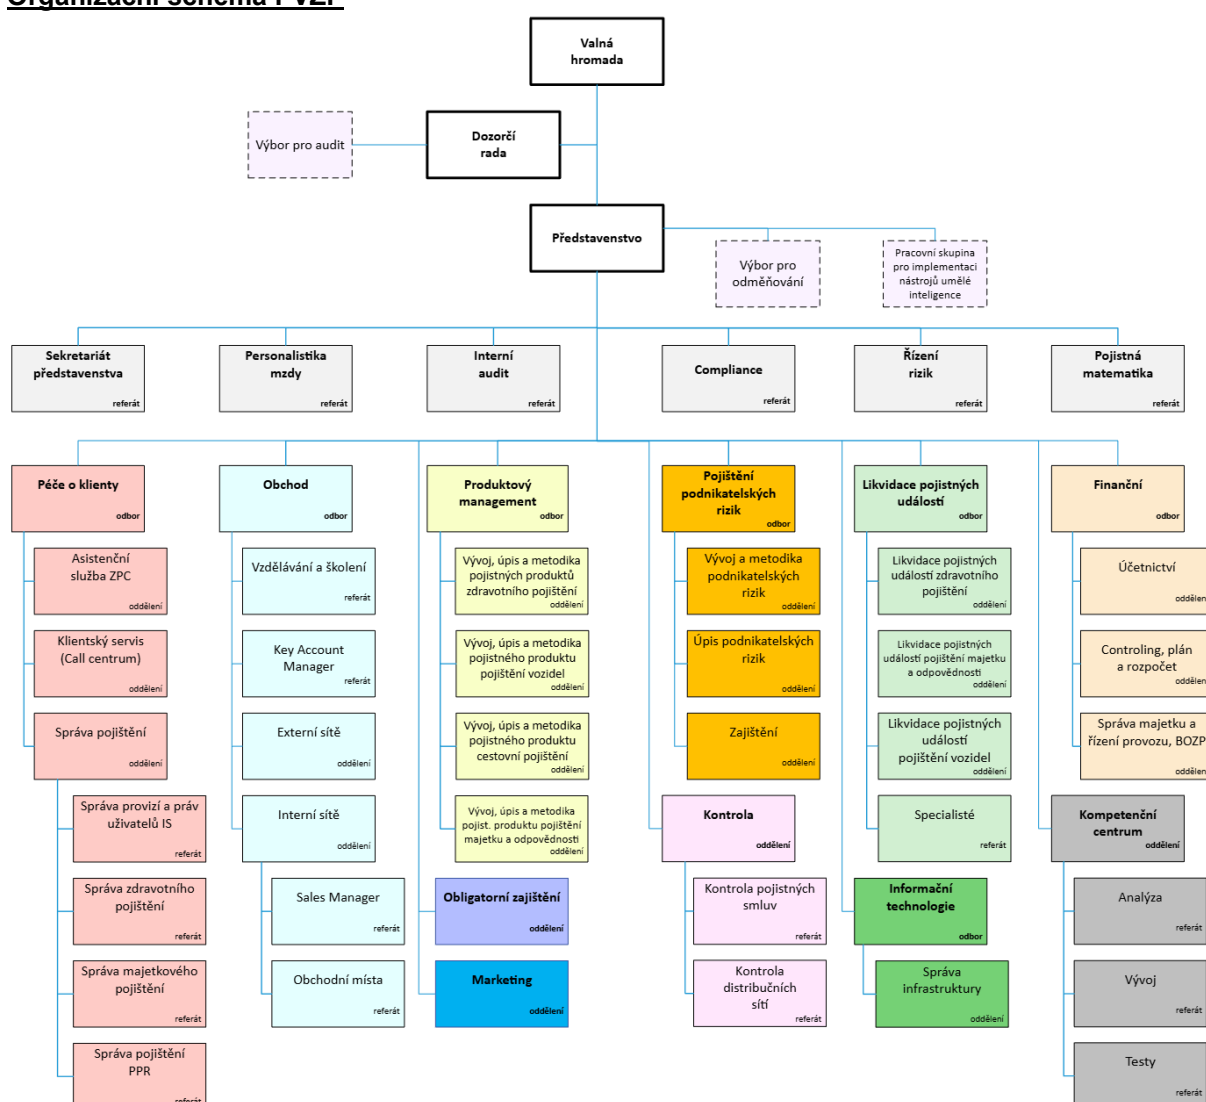 Organizační schéma PVZP
Valná
hromada
Výbor pro audit
Dozorčí
rada
Představenstvo
Výbor pro
odměňování
Pracovní skupina
pro implementaci
nástrojů umělé
inteligence
Sekretariát
představenstva
referát
Personalistika
mzdy
referát
Interní
audit
referát
Compliance
referát
Řízení
rizik
referát
Pojistná
matematika
referát
Péče o klienty
odbor
Obchod
odbor
Produktový
management
odbor
Pojištění
podnikatelských
rizik
odbor
Likvidace pojistných
událostí
odbor
Finanční
odbor
Asistenční
služba ZPC
oddělení
Vzdělávání a školení
referát
Vývoj, úpis a metodika
pojistných produktů
zdravotního pojištění
oddělení
Vývoj a metodika
podnikatelských
rizik
oddělení
Likvidace pojistných
událostí zdravotního
pojištění
oddělení
Účetnictví
oddělení
Klientský servis
(Call centrum)
oddělení
Key Account
Manager
referát
Vývoj, úpis a metodika
pojistného produktu
pojištění vozidel
oddělení
Úpis podnikatelských
rizik
oddělení
Likvidace pojistných
událostí pojištění majetku
a odpovědnosti
oddělení
Controling, plán
a rozpočet
oddělení
Správa pojištění
oddělení
Externí sítě
oddělení
Vývoj, úpis a metodika
pojistného produktu
cestovní pojištění
oddělení
Zajištění
oddělení
Likvidace pojistných
událostí
pojištění vozidel
oddělení
Správa majetku a
řízení provozu, BOZP
oddělení
Správa provizí a práv
uživatelů IS
referát
Interní sítě
oddělení
Vývoj, úpis a metodika
pojist. produktu pojištění
majetku a odpovědnosti
oddělení
Kontrola
oddělení
Specialisté
referát
Kompetenční
centrum
oddělení
Správa zdravotního
pojištění
referát
Sales Manager
referát
Obligatorní zajištění
oddělení
Kontrola pojistných
smluv
referát
Informační
technologie
odbor
Analýza
referát
Správa majetkového
pojištění
referát
Obchodní místa
referát
Marketing
oddělení
Kontrola
distribučních
sítí
referát
Správa
infrastruktury
oddělení
Vývoj
referát
Správa pojištění
PPR
referát
Testy
referát